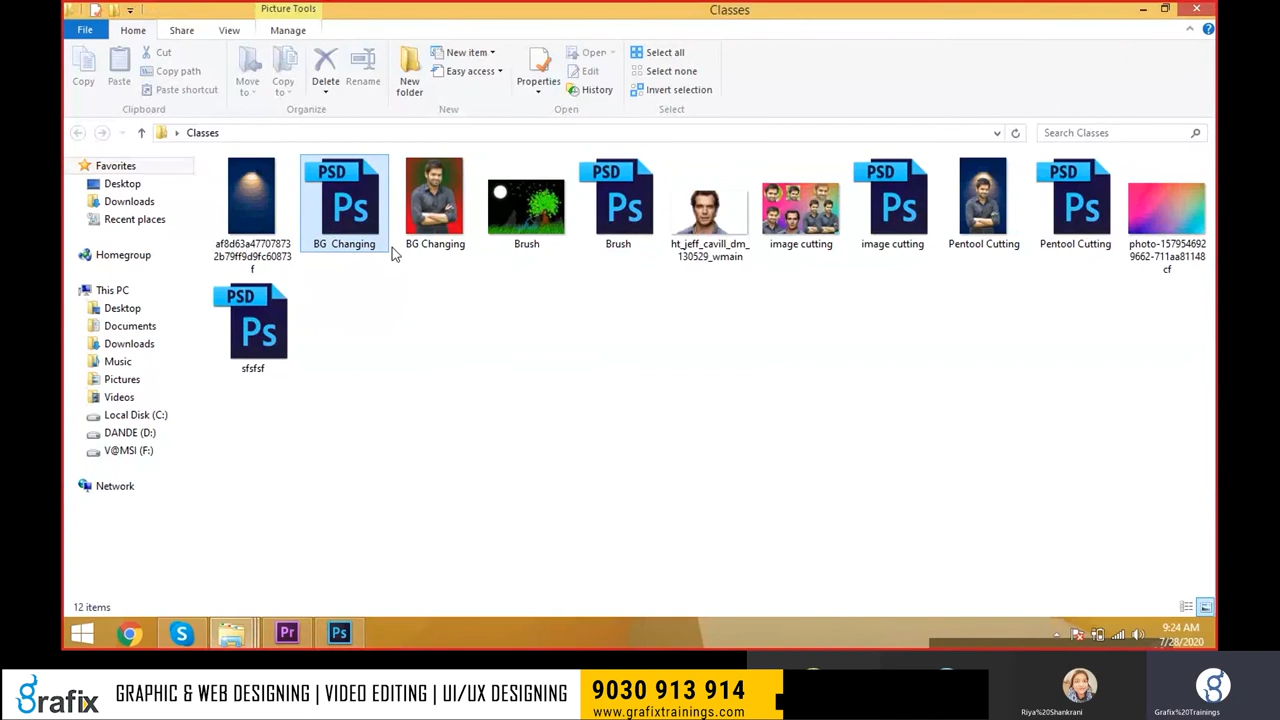 Picture Tools
Classes
File Home Share View Manage
Copy
Paste
Cut
Copy path
Paste shortcut
Clipboard
Move to
Copy to
Delete
Rename
Organize
New folder
New item
Easy access
New
Properties
Open
Edit
History
Open
Select all
Select none
Invert selection
Select
Classes
Search Classes
Favorites
Desktop
Downloads
Recent places
Homegroup
This PC
Desktop
Documents
Downloads
Music
Pictures
Videos
Local Disk (C:)
DANDE (D:)
V@MSI (F:)
Network
PSD
Ps
PSD
Ps
PSD
Ps
PSD
Ps
af8d63a47707873
2b79ff9d9fc60873
f
BG Changing
BG Changing
Brush
Brush
ht_jeff_cavill_dm_
130529_wmain
image cutting
image cutting
Pentool Cutting
Pentool Cutting
photo-157954692
9662-711aa81148
cf
PSD
Ps
sfsfsf
12 items
Pr
Ps
9:24 AM
7/28/2020
grafix
GRAPHIC & WEB DESIGNING | VIDEO EDITING | UI/UX DESIGNING
9030 913 914
www.grafixtrainings.com
Riya%20Shankrani
Grafix%20Trainings